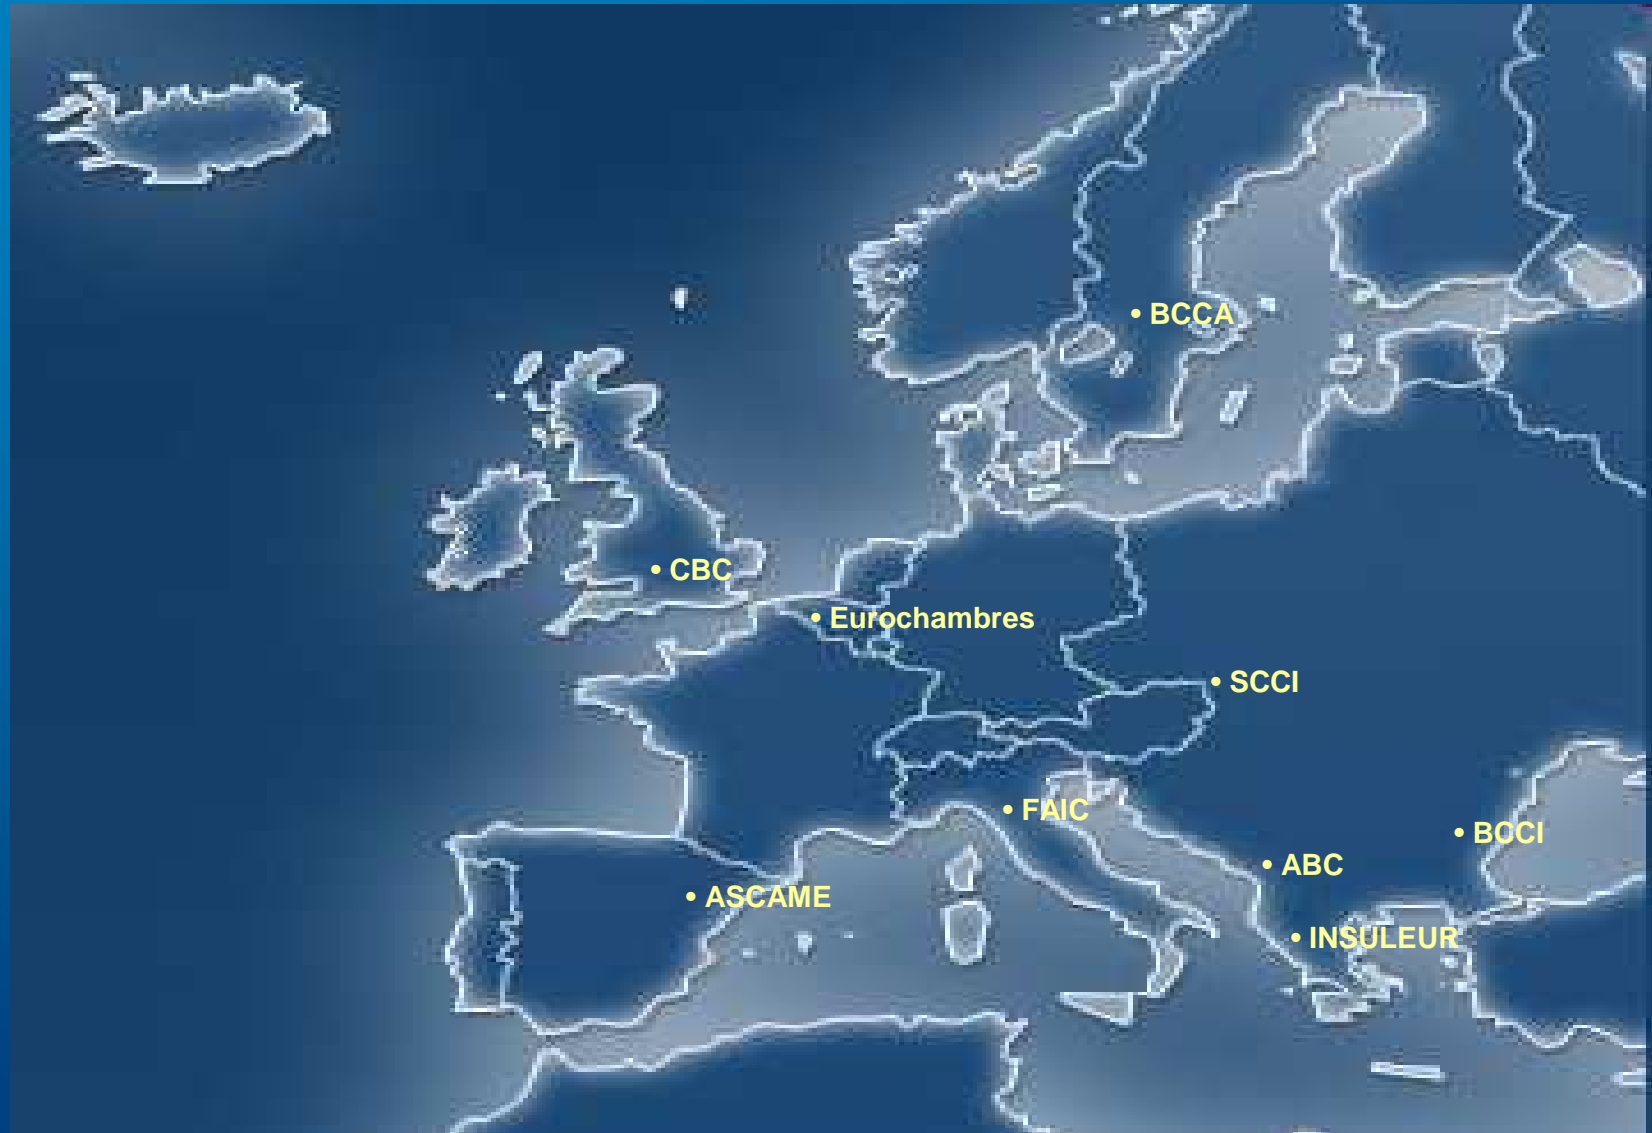 • BCCA
• CBC
• Eurochambres
• SCCI
• FAIC
• BCCI
• ABC
• ASCAME
• INSULEUR